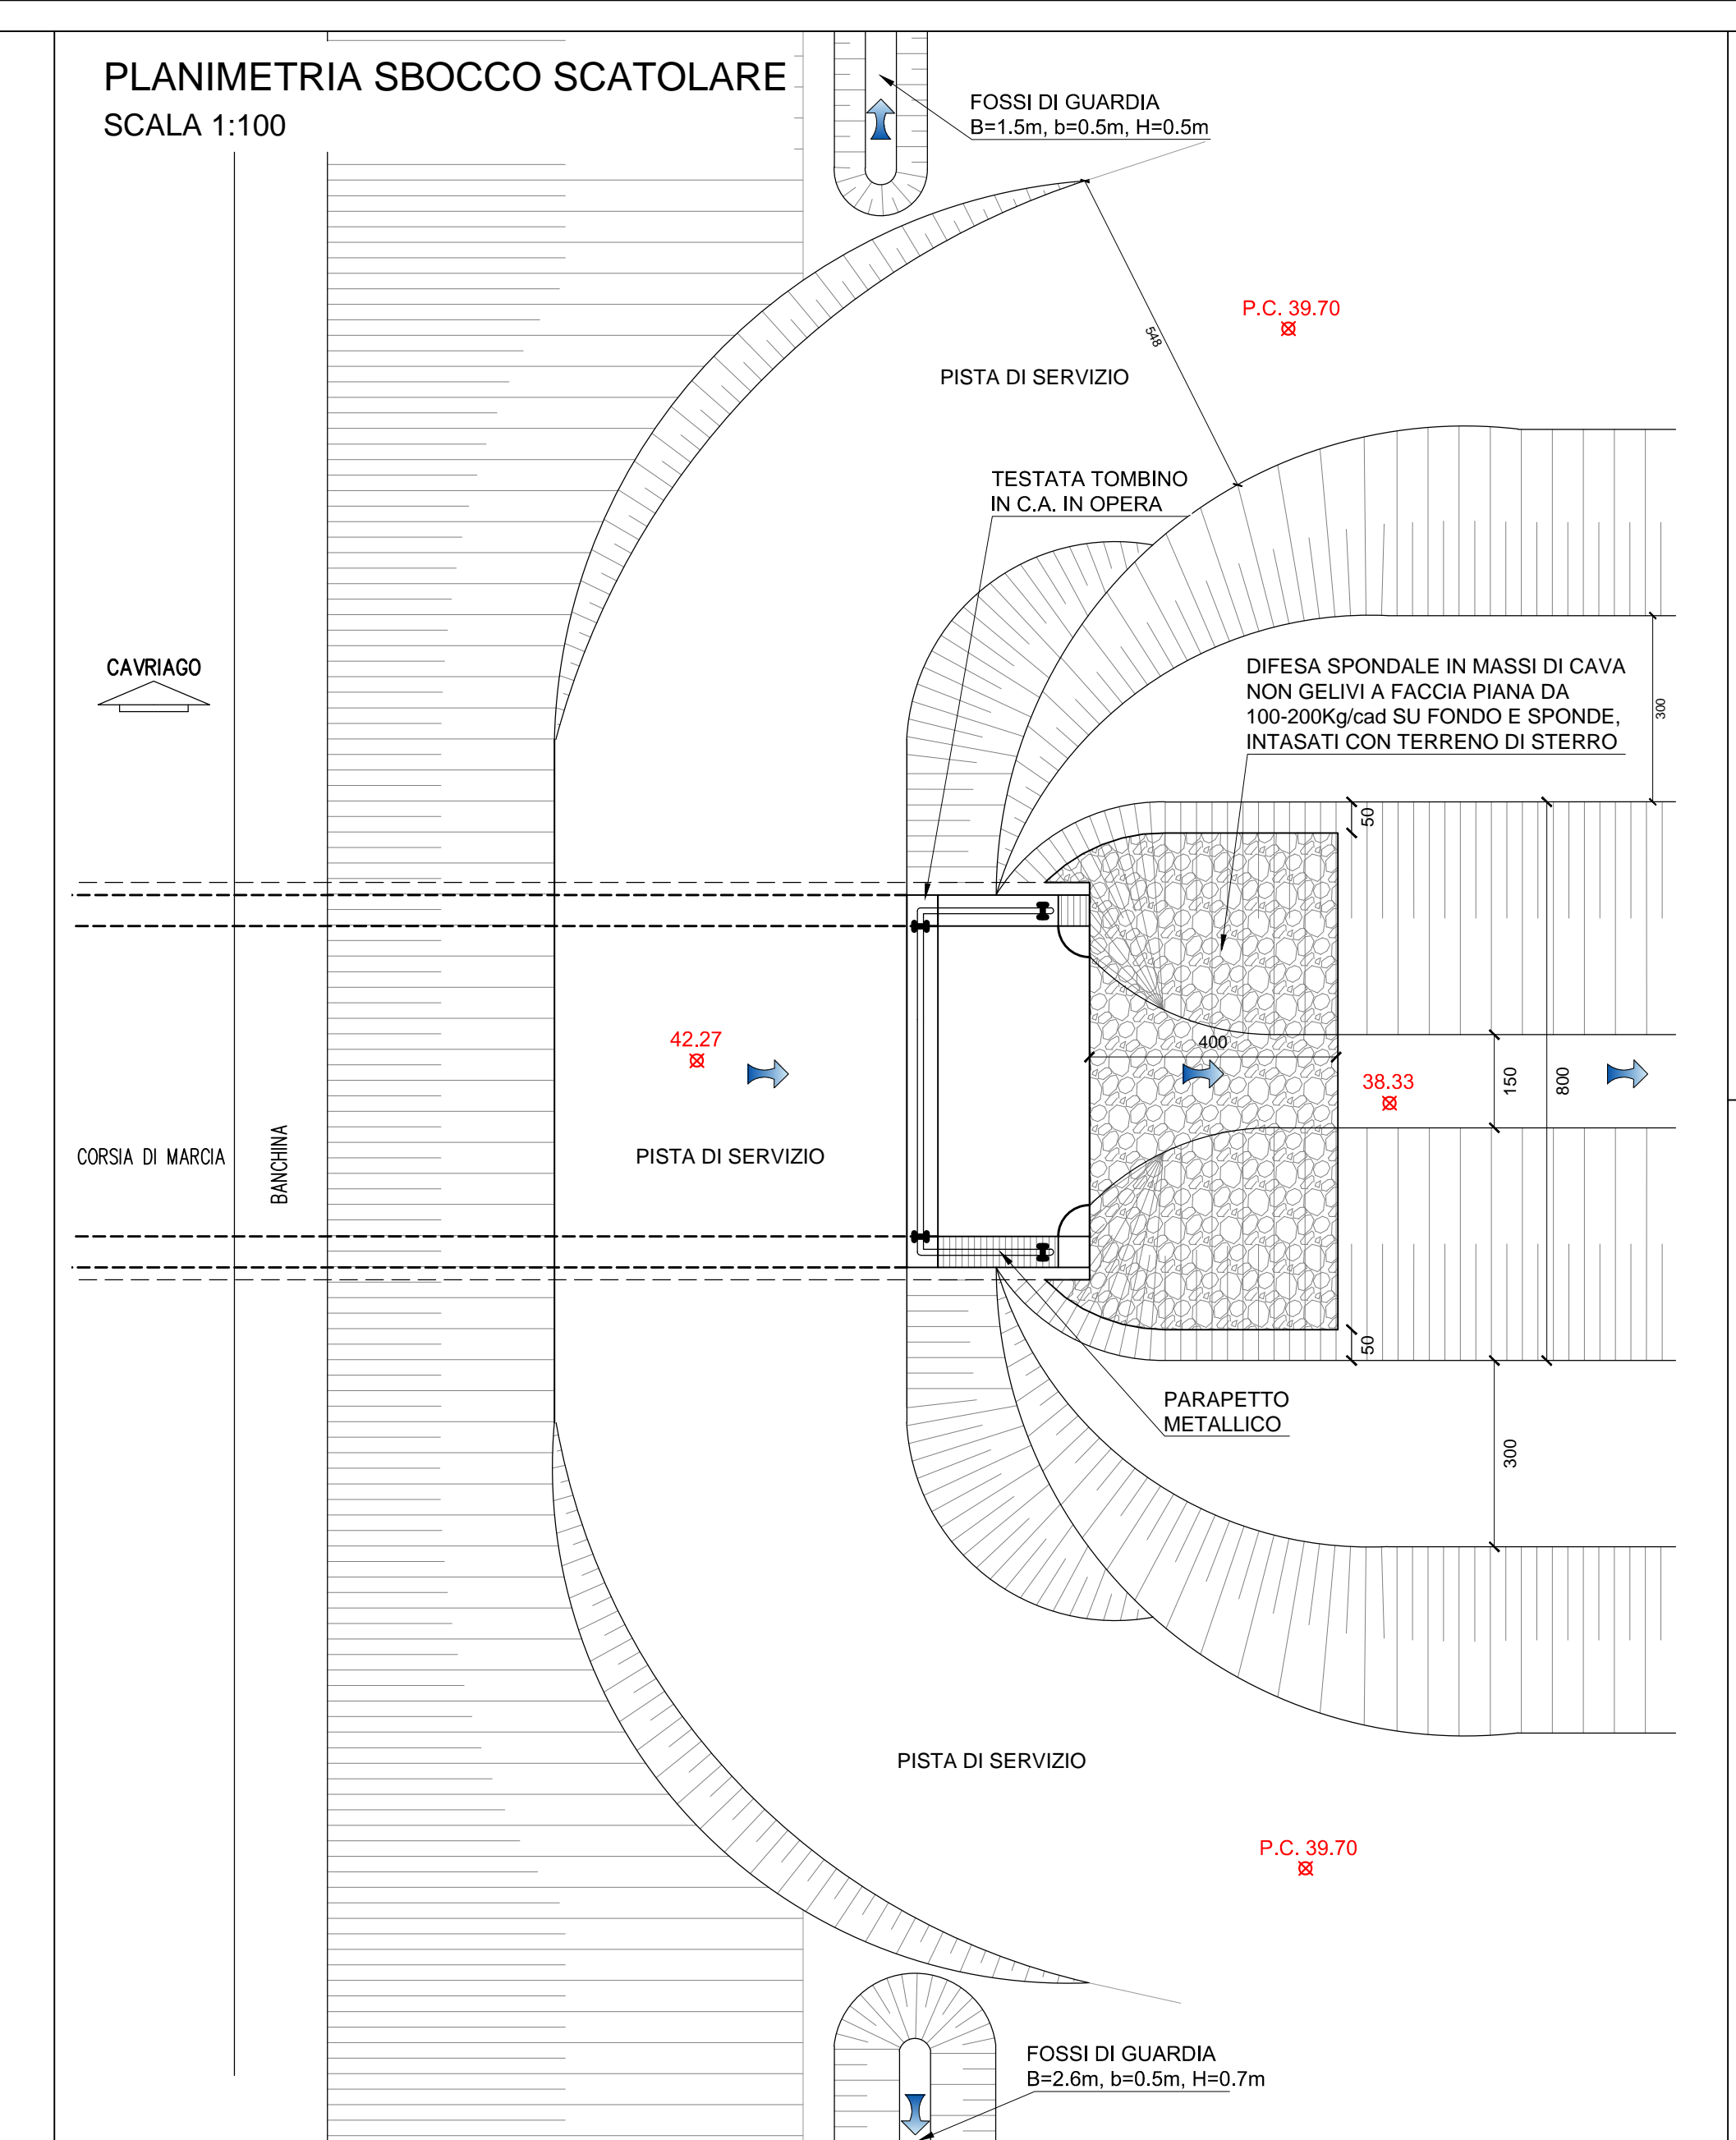 PLANIMETRIA SBOCCO SCATOLARE
SCALA 1:100
FOSSI DI GUARDIA
B=1.5m, b=0.5m, H=0.5m
P.C. 39.70
548
PISTA DI SERVIZIO
TESTATA TOMBINO
IN C.A. IN OPERA
CAVRIAGO
DIFESA SPONDALE IN MASSI DI CAVA
NON GELIVI A FACCIA PIANA DA
100-200Kg/cad SU FONDO E SPONDE,
INTASATI CON TERRENO DI STERRO
300
50
42.27
400
38.33
150
800
CORSIA DI MARCIA
BANCHINA
PISTA DI SERVIZIO
50
PARAPETTO
METALLICO
300
PISTA DI SERVIZIO
P.C. 39.70
FOSSI DI GUARDIA
B=2.6m, b=0.5m, H=0.7m